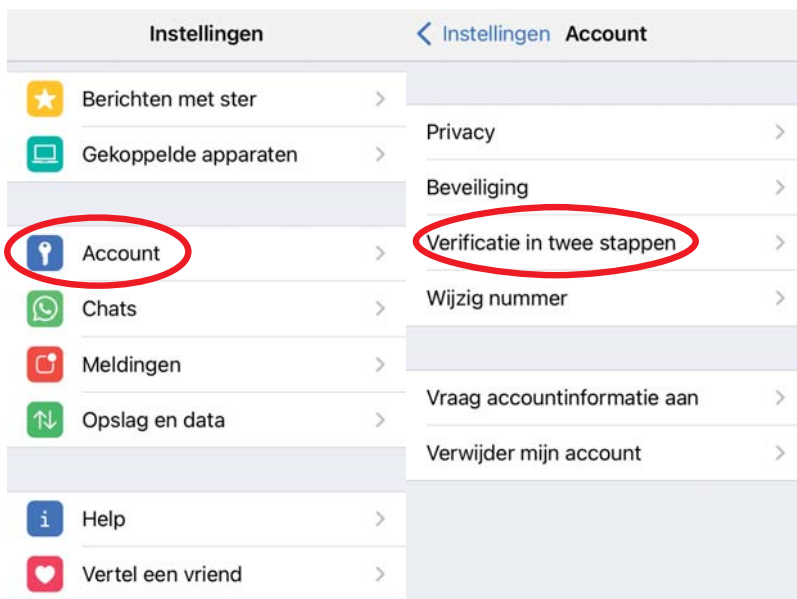 Instellingen
Berichten met ster
Gekoppelde apparaten
Account
Chats
Meldingen
Opslag en data
Help
Vertel een vriend
Instellingen Account
Privacy
Beveiliging
Verificatie in twee stappen
Wijzig nummer
Vraag accountinformatie aan
Verwijder mijn account